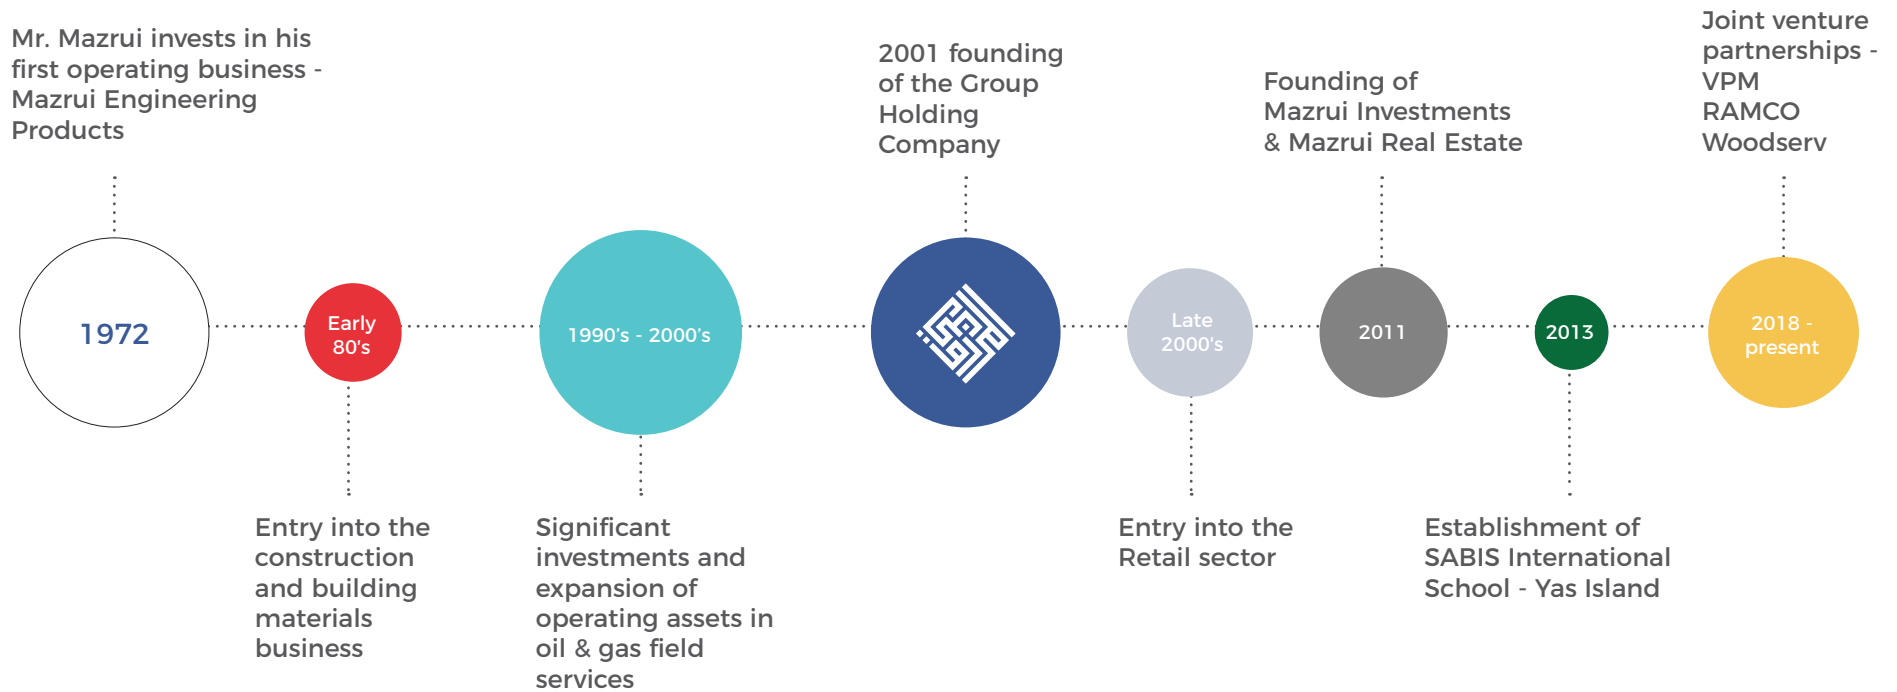 Mr. Mazrui invests in his
first operating business -
Mazrui Engineering
Products
1972
Early
80's
Entry into the
construction
and building
materials
business
1990's - 2000's
Significant
investments and
expansion of
operating assets in
oil & gas field
services
2001 founding
of the Group
Holding
Company
Late
2000's
Entry into the
Retail sector
Founding of
Mazrui Investments
& Mazrui Real Estate
2011
2013
Establishment of
SABIS International
School - Yas Island
Joint venture
partnerships -
VPM
RAMCO
Woodserv
2018 -
present